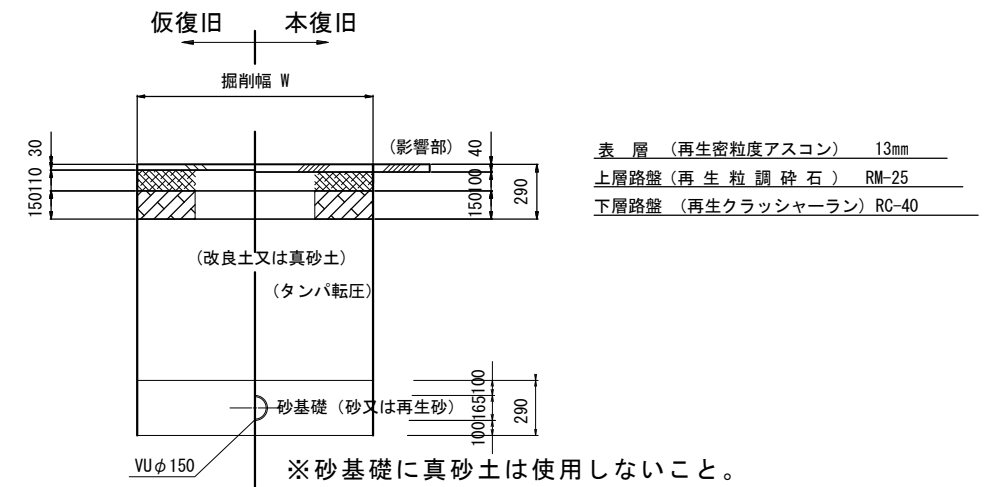 仮復旧 本復旧
掘削幅 W
(影響部)
30
110
150
40
100
150
290
表 層 (再生密粒度アスコン) 13mm
上層路盤(再 生 粒 調 砕 石 ) RM-25
下層路盤 (再生クラッシャーラン) RC-40
(改良土又は真砂土)
(タンパ転圧)
砂基礎(砂又は再生砂)
100
165
100
290
VUφ150
※砂基礎に真砂土は使用しないこと。